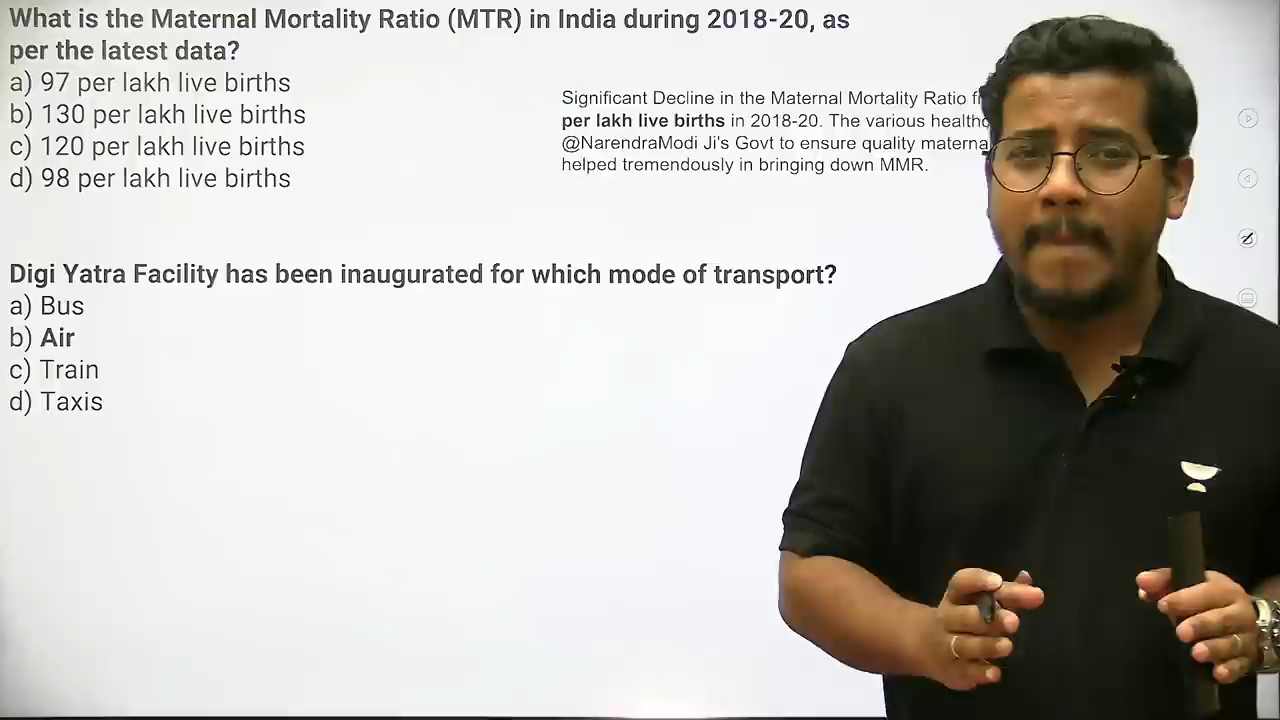 What is the Maternal Mortality Ratio (MTR) in India during 2018-20, as
per the latest data?
a) 97 per lakh live births
b) 130 per lakh live births
c) 120 per lakh live births
d) 98 per lakh live births
Significant Decline in the Maternal Mortality Ratio
per lakh live births in 2018-20. The various
@NarendraModi Ji's Govt to ensure quality
helped tremendously in bringing down MMR.
Digi Yatra Facility has been inaugurated for which mode of transport?
a) Bus
b) Air
c) Train
d) Taxis